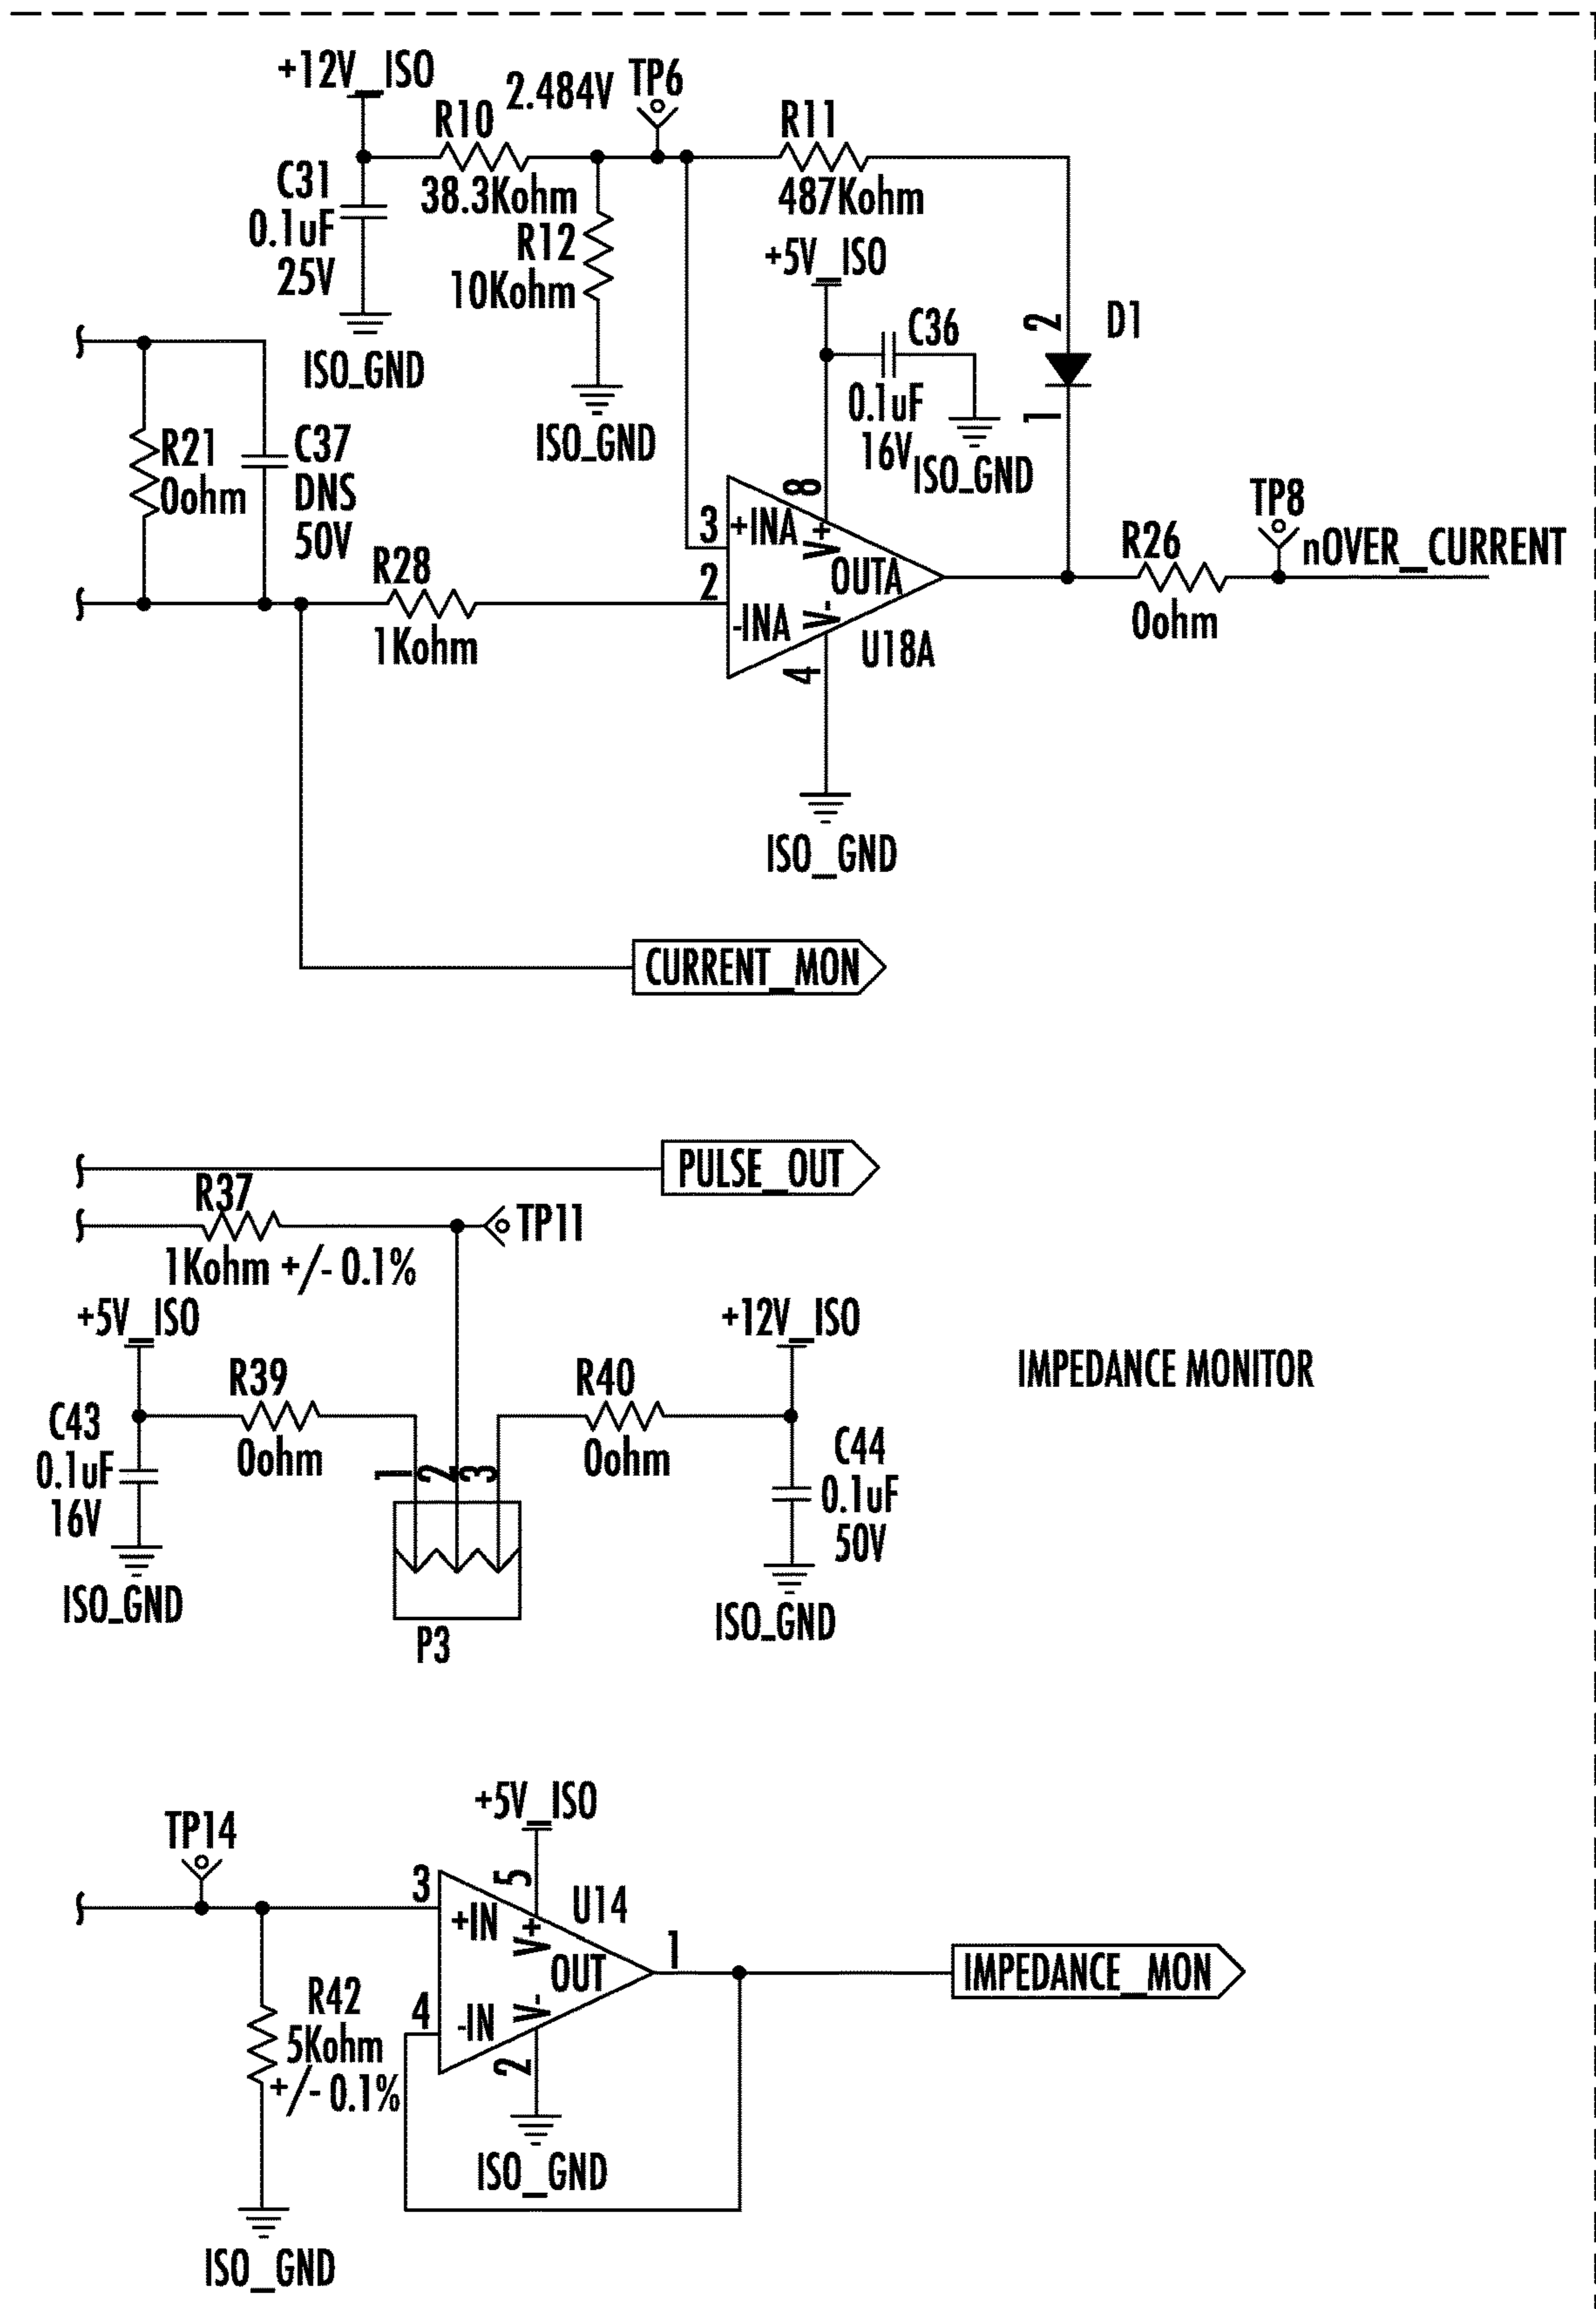 +12V_ISO
2.484V
TP6
R10
38.3Kohm
R11
487Kohm
C31
0.1uF
25V
ISO_GND
R12
10Kohm
ISO_GND
+5V_ISO
C36
0.1uF
16V
ISO_GND
2
D1
1
R21
0ohm
C37
DNS
50V
R28
1Kohm
3
+INA
2
-INA
8
V+
OUTA
V-
4
U18A
ISO_GND
R26
0ohm
TP8
nOVER_CURRENT
CURRENT_MON
PULSE_OUT
R37
1Kohm +/- 0.1%
TP11
+5V_ISO
R39
0ohm
C43
0.1uF
16V
ISO_GND
1
2
3
P3
+12V_ISO
R40
0ohm
C44
0.1uF
50V
ISO_GND
IMPEDANCE MONITOR
TP14
+5V_ISO
3
+IN
5
V+
U14
OUT
1
4
-IN
V-
2
ISO_GND
R42
5Kohm
+/- 0.1%
ISO_GND
IMPEDANCE_MON